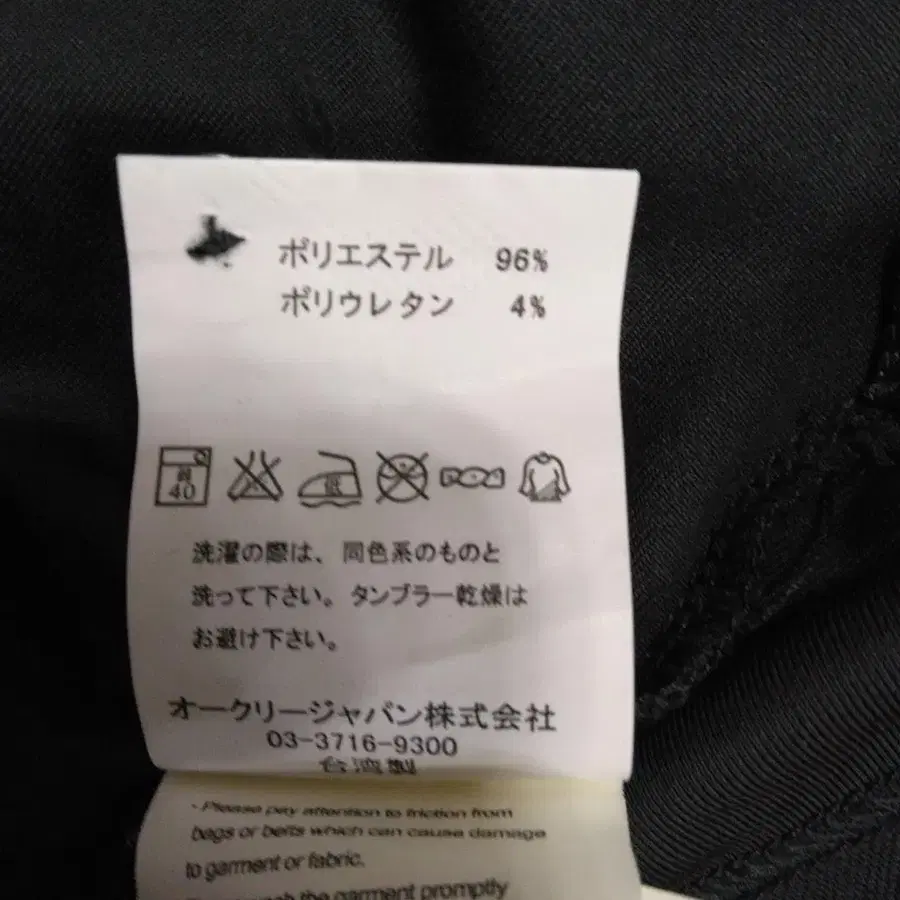 ポリエステル 96%
ポリウレタン 4%
40 低
洗濯の際は、同色系のものと
洗って下さい。タンブラー乾燥は
お避け下さい。
オークリージャパン株式会社
03-3716-9300
台湾製
- Please pay attention to friction from
bags or belts which can cause damage
to garment or fabric.
the garment promptly